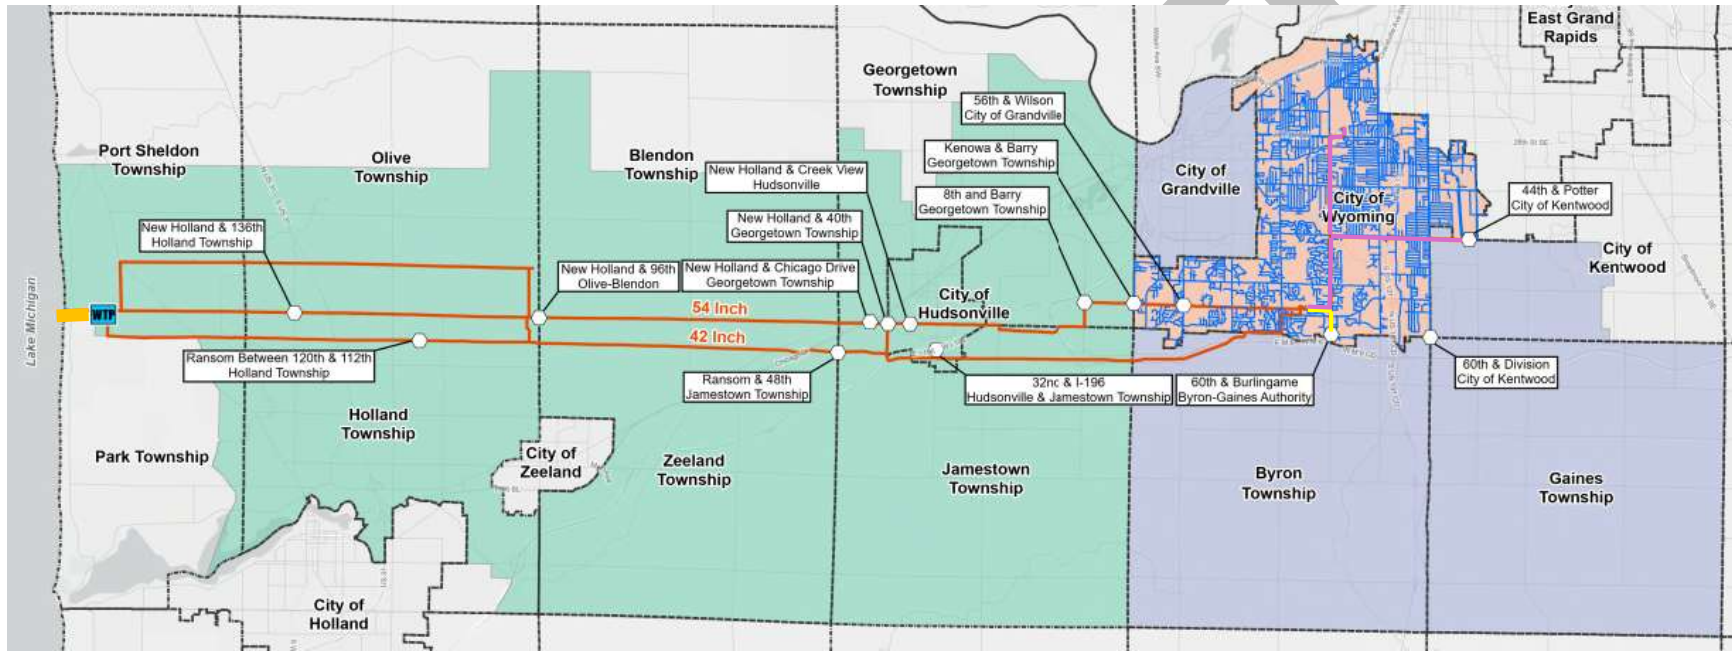 East Grand
Rapids
Georgetown
Township
56th & Wilson
City of Grandville
Port Sheldon
Township
Olive
Township
Blendon
Township
Kenowa & Barry
Georgetown Township
28th St SE
New Holland & Creek View
Hudsonville
City of
Grandville
8th and Barry
Georgetown Township
City of
Wyoming
44th & Potter
City of Kentwood
New Holland & 136th
Holland Township
New Holland & 40th
Georgetown Township
City of
Kentwood
New Holland & 96th
Olive-Blendon
New Holland & Chicago Drive
Georgetown Township
Lake Michigan
WTP
54 Inch
City of
Hudsonville
42 Inch
Ransom Between 120th & 112th
Holland Township
Ransom & 48th
Jamestown Township
32nc & I-196
Hudsonville & Jamestown Township
60th & Burlingame
Byron-Gaines Authority
60th & Division
City of Kentwood
Holland
Township
Park Township
City of
Zeeland
Zeeland
Township
Jamestown
Township
Byron
Township
Gaines
Township
City of
Holland